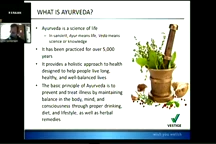 WHAT IS AYURVEDA?
Ayurveda is a science of life
In sanskrit, Ayur means life, Veda means
science or knowledge
It has been practiced for over 5,000
years
It provides a holistic approach to health
designed to help people live long,
healthy, and well-balanced lives
The basic principle of Ayurveda is to
prevent and treat illness by maintaining
balance in the body, mind, and
consciousness through proper drinking,
diet, and lifestyle, as well as herbal
remedies
VESTIGE